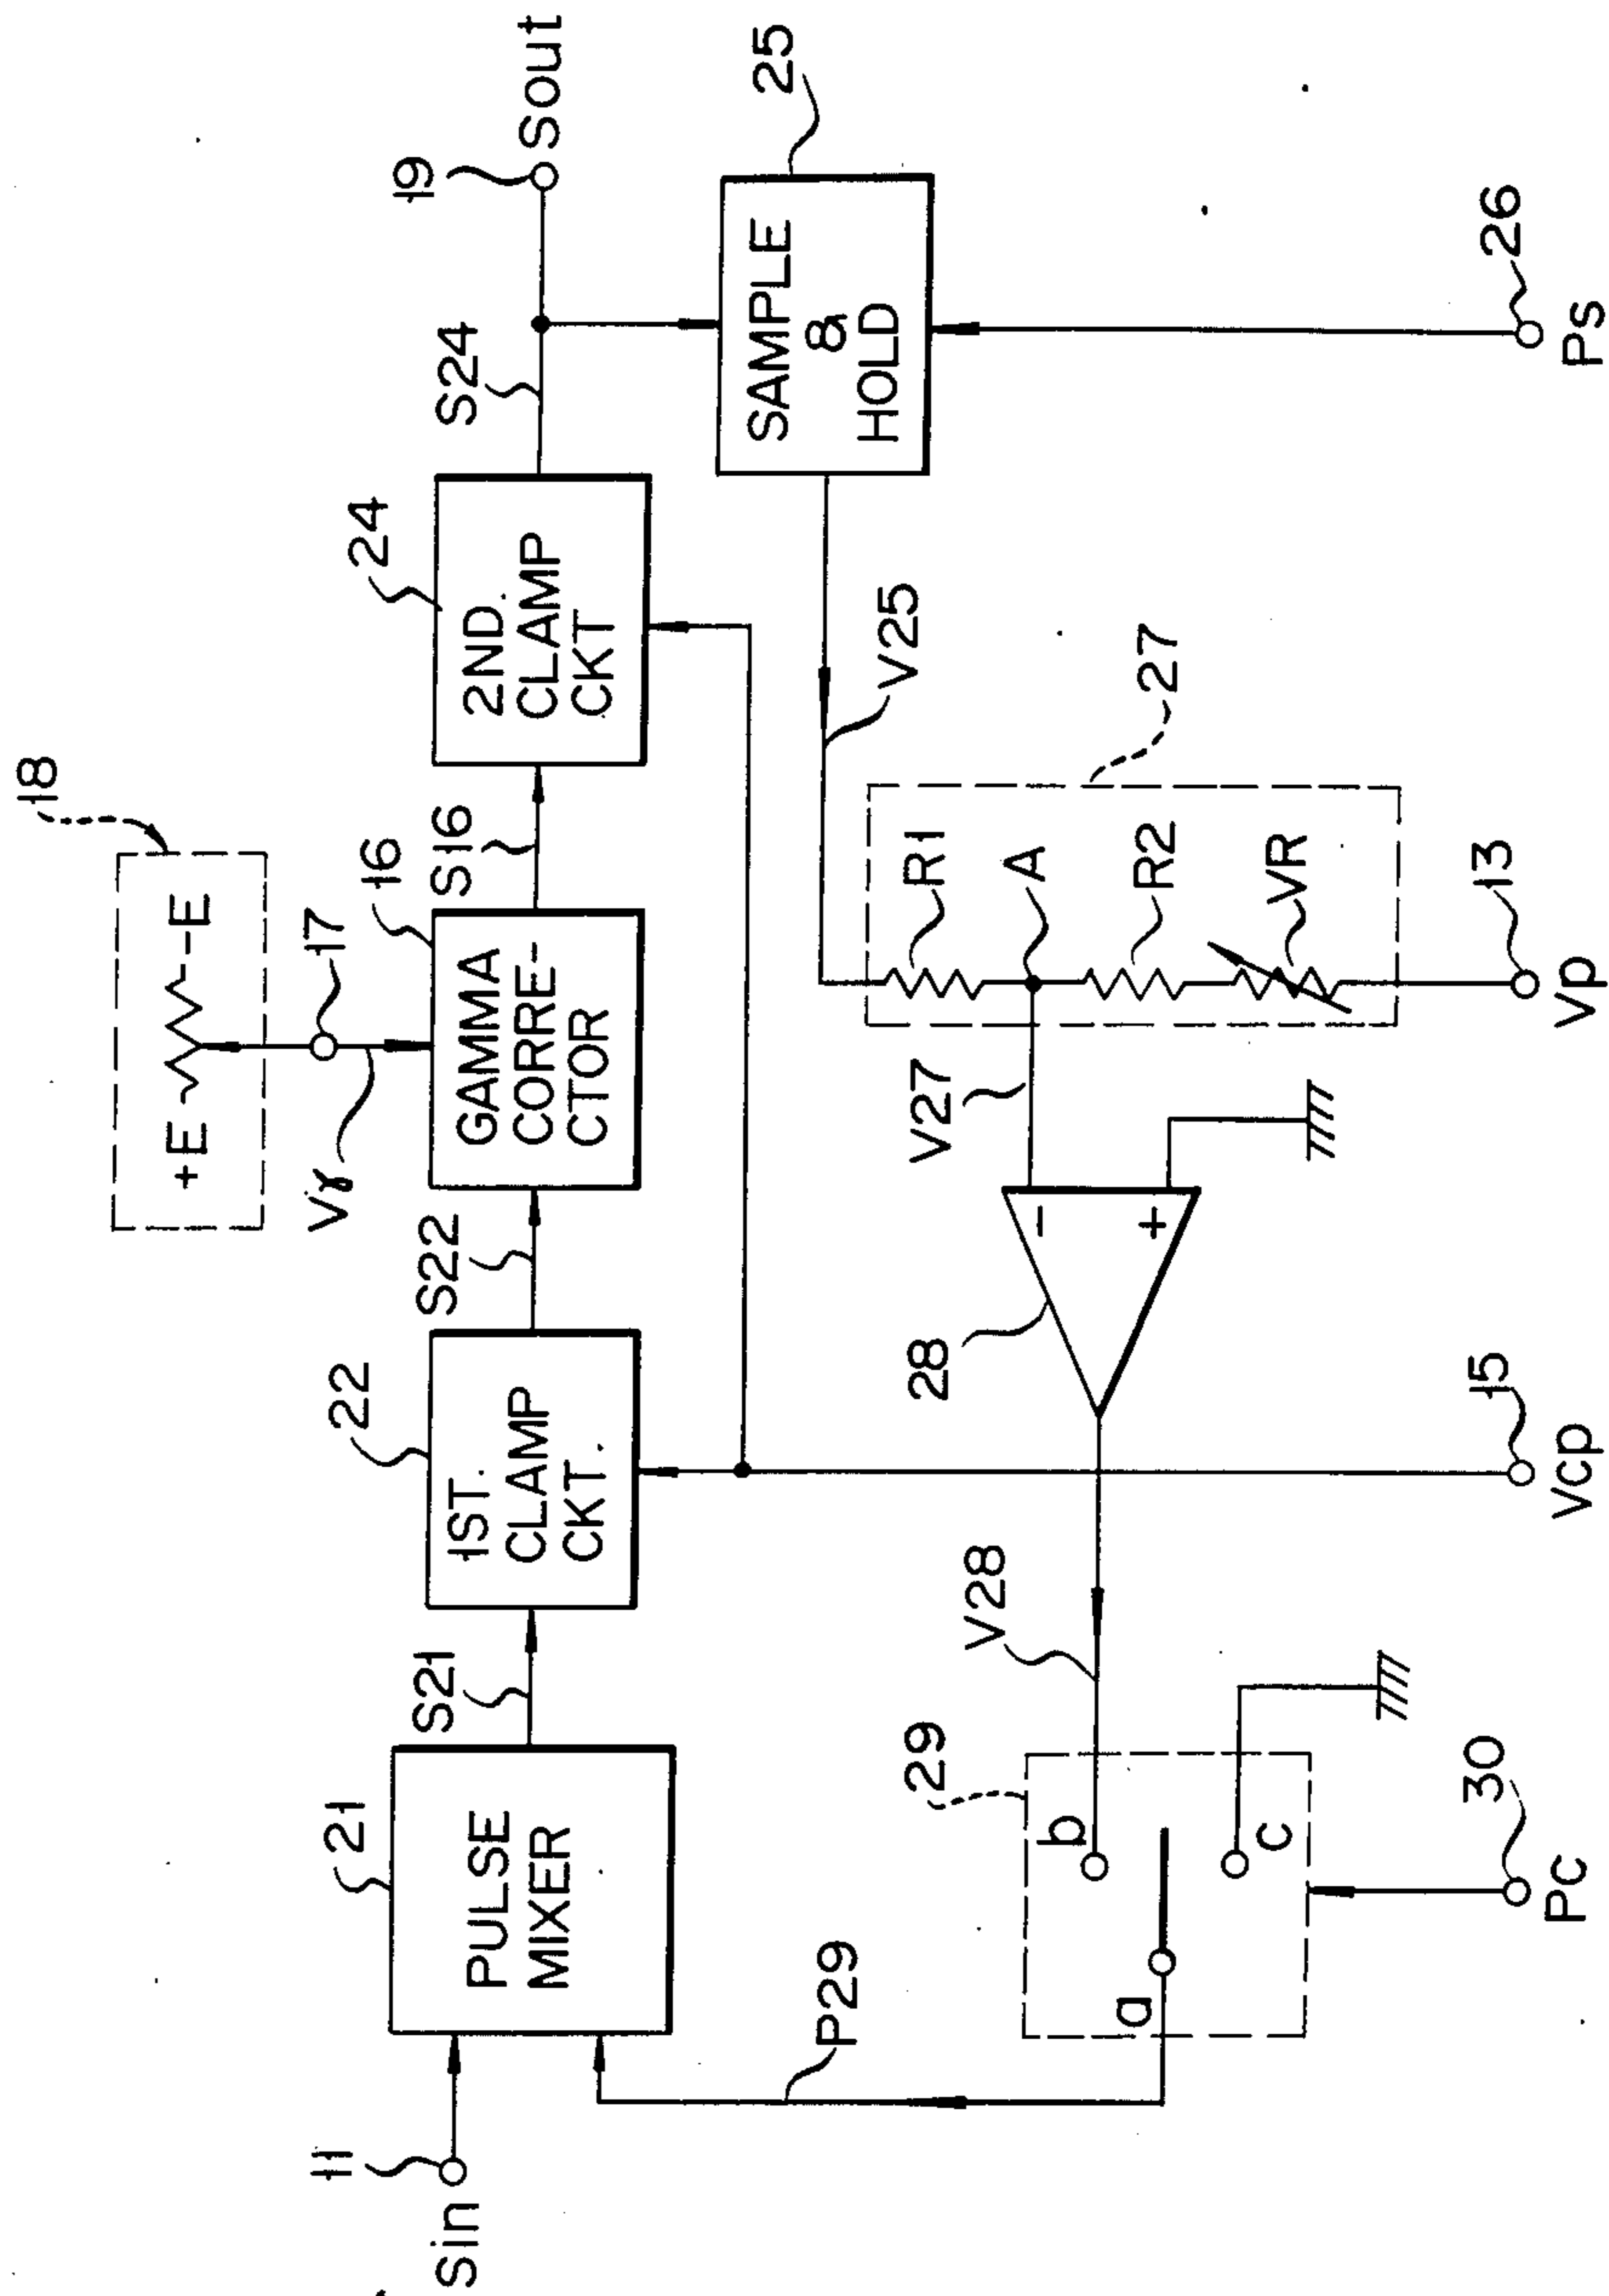 18
+E
-E
17
Vγ
11
Sin
21
PULSE
MIXER
S21
22
1ST.
CLAMP
CKT.
S22
16
GAMMA
CORRE-
CTOR
S16
24
2ND.
CLAMP
CKT
S24
19
Sout
25
SAMPLE
&
HOLD
V25
27
R1
A
R2
VR
V27
28
-
+
V28
29
b
a
c
P29
30
Pc
15
Vcp
13
Vp
26
Ps